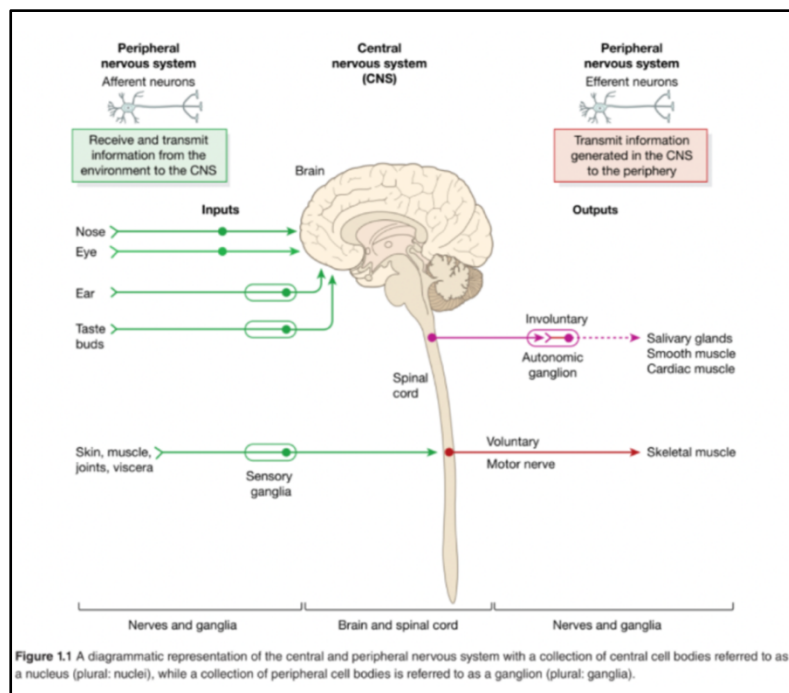 Peripheral
nervous system
Afferent neurons
Receive and transmit
information from the
environment to the CNS
Inputs
Nose
Eye
Ear
Taste
buds
Skin, muscle,
joints, viscera
Sensory
ganglia
Central
nervous system
(CNS)
Brain
Spinal
cord
Peripheral
nervous system
Efferent neurons
Transmit information
generated in the CNS
to the periphery
Outputs
Involuntary
Autonomic
ganglion
Salivary glands
Smooth muscle
Cardiac muscle
Voluntary
Motor nerve
Skeletal muscle
Nerves and ganglia
Brain and spinal cord
Nerves and ganglia
Figure 1.1 A diagrammatic representation of the central and peripheral nervous system with a collection of central cell bodies referred to as
a nucleus (plural: nuclei), while a collection of peripheral cell bodies is referred to as a ganglion (plural: ganglia).